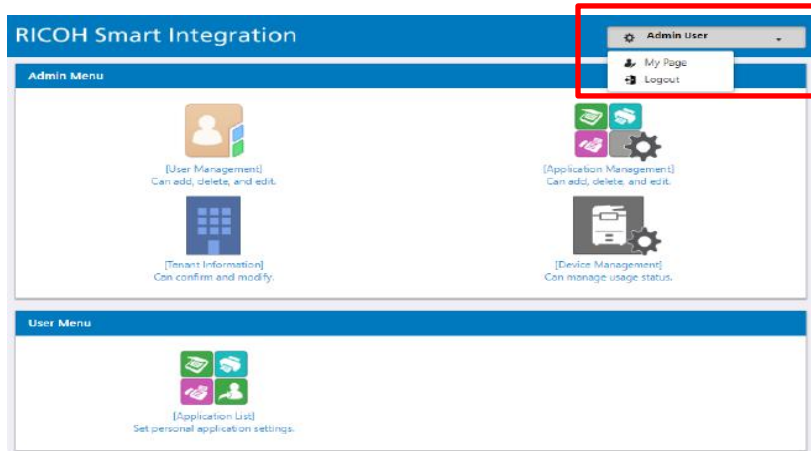 RICOH Smart Integration
Admin User
My Page
Logout
Admin Menu
[User Management]
Can add, delete, and edit.
[Application Management]
Can add, delete, and edit.
[Tenant Information]
Can confirm and modify.
[Device Management]
Can manage usage status.
User Menu
[Application List]
Set personal application settings.